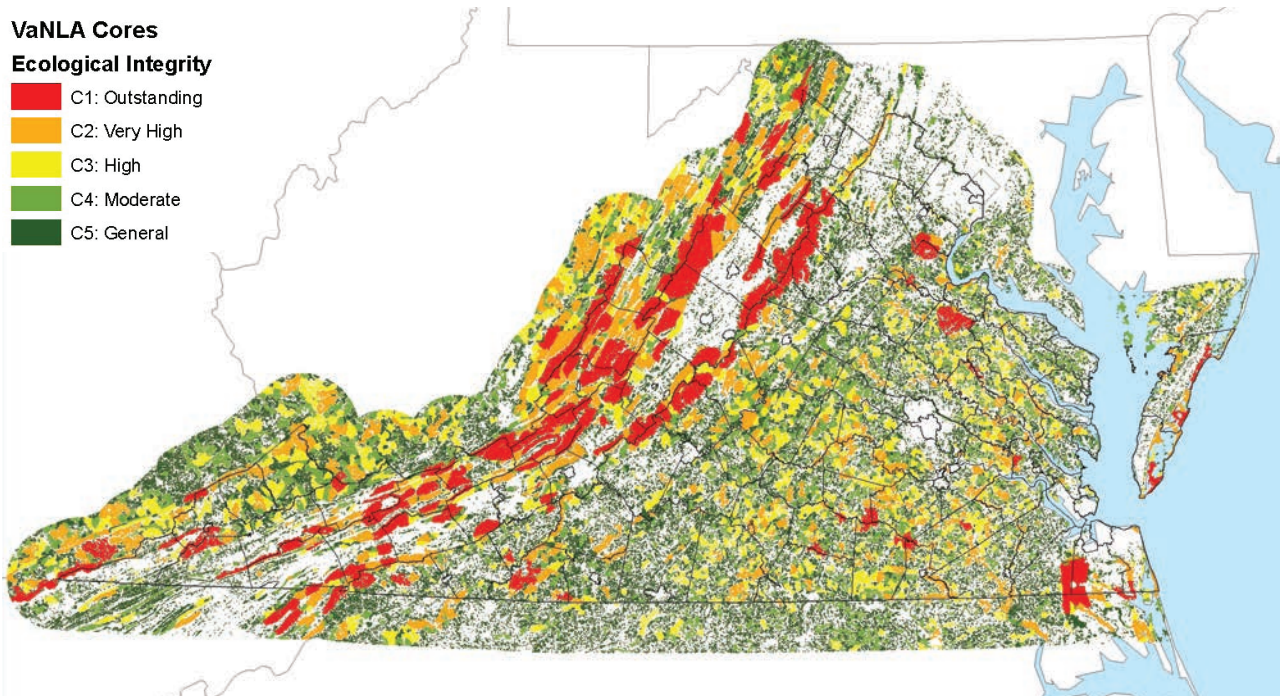 VaNLA Cores
Ecological Integrity
C1: Outstanding
C2: Very High
C3: High
C4: Moderate
C5: General